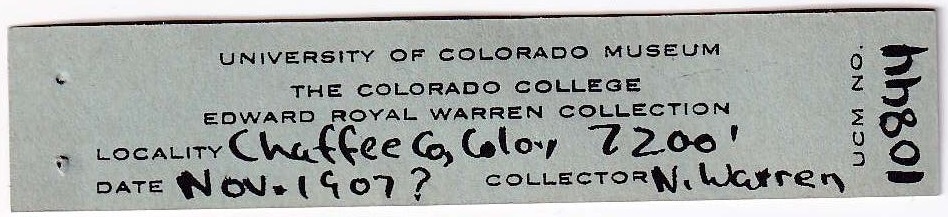 UNIVERSITY OF COLORADO MUSEUM
THE COLORADO COLLEGE
EDWARD ROYAL WARREN COLLECTION
LOCALITY Chaffee Co, Colo., 7200'
DATE Nov. 1907? COLLECTOR N. Warren
UCM NO. 10844